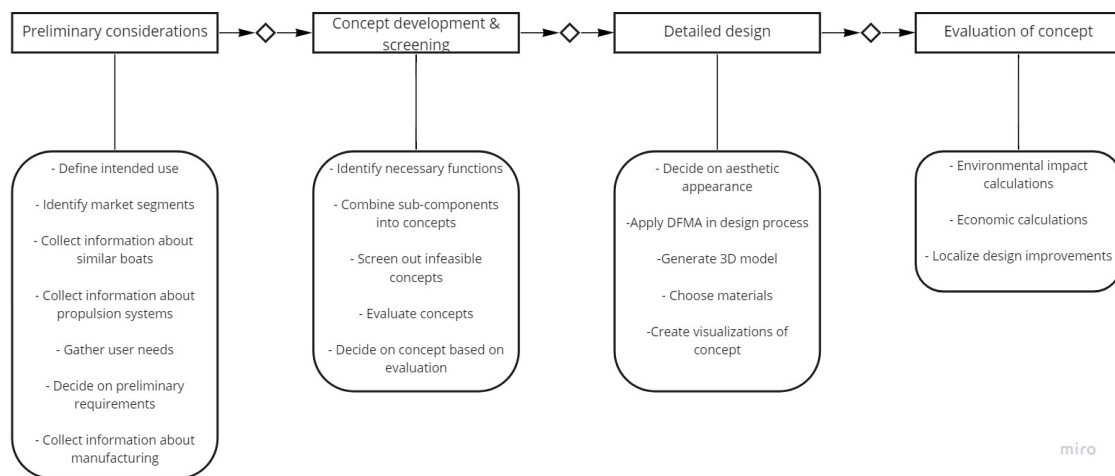 Preliminary considerations
Concept development &
screening
Detailed design
Evaluation of concept
- Define intended use
- Identify market segments
- Collect information about
similar boats
- Collect information about
propulsion systems
- Gather user needs
- Decide on preliminary
requirements
- Collect information about
manufacturing
- Identify necessary functions
- Combine sub-components
into concepts
- Screen out infeasible
concepts
- Evaluate concepts
- Decide on concept based on
evaluation
- Decide on aesthetic
appearance
-Apply DFMA in design process
-Generate 3D model
- Choose materials
-Create visualizations of
concept
- Environmental impact
calculations
- Economic calculations
- Localize design improvements
miro